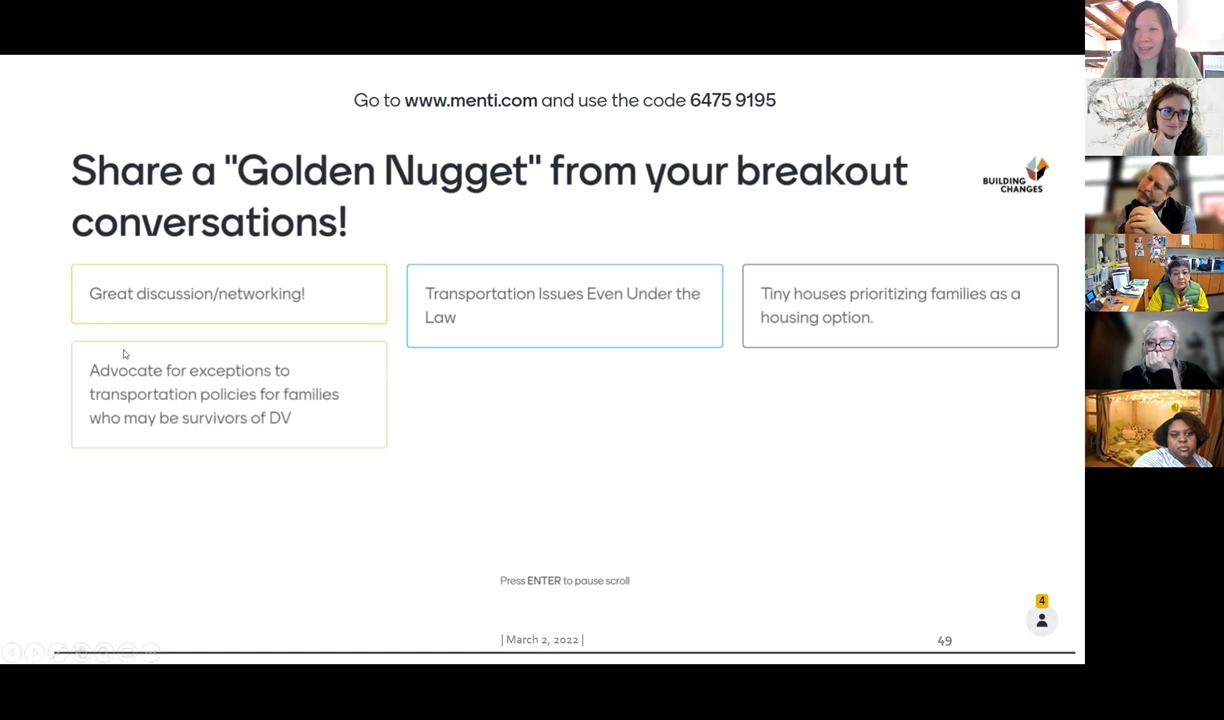 Go to www.menti.com and use the code 6475 9195
Share a "Golden Nugget" from your breakout
conversations!
BUILDING
CHANGES
Great discussion/networking!
Transportation Issues Even Under the
Law
Tiny houses prioritizing families as a
housing option.
Advocate for exceptions to
transportation policies for families
who may be survivors of DV
Press ENTER to pause scroll
4
| March 2, 2022 |
49